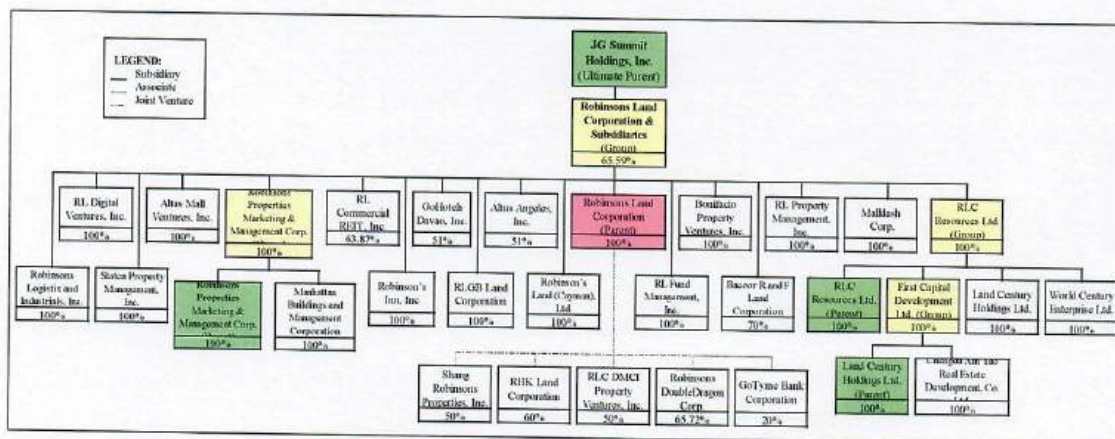 LEGEND:
Subsidiary
Associate
Joint Venture
JG Summit
Holdings, Inc.
(Ultimate Parent)
Robinsons Land
Corporation &
Subsidiaries
(Group)
65.59%
RL Digital
Ventures, Inc.
100%
Altus Mall
Ventures, Inc.
100%
Robinsons
Properties
Marketing &
Management Corp.
100%
RL
Commercial
REIT, Inc.
63.87%
GoHotels
Davao, Inc.
51%
Altus Angeles,
Inc.
51%
Robinsons Land
Corporation
(Parent)
100%
Bonifacio
Property
Ventures, Inc.
100%
RL Property
Management,
Inc.
100%
Malldash
Corp.
100%
RLC
Resources Ltd.
(Group)
100%
Robinsons
Logistix and
Industrials, Inc.
100%
Staten Property
Management,
Inc.
100%
Robinsons
Properties
Marketing &
Management Corp.
100%
Manhattan
Buildings and
Management
Corporation
100%
Robinson's
Inn, Inc
100%
RLGB Land
Corporation
100%
Robinson's
Land (Cayman), Ltd
100%
RL Fund
Management,
Inc.
100%
Bacoor R and F
Land
Corporation
70%
RLC
Resources Ltd.
(Parent)
100%
First Capital
Development
Ltd. (Group)
100%
Land Century
Holdings Ltd.
100%
World Century
Enterprise Ltd.
100%
Shang
Robinsons
Properties, Inc.
50%
RHK Land
Corporation
60%
RLC DMCI
Property
Ventures, Inc.
50%
Robinsons
DoubleDragon
Corp.
65.72%
GoTyme Bank
Corporation
20%
Land Century
Holdings Ltd.
(Parent)
100%
Real Estate
Development, Co.
100%